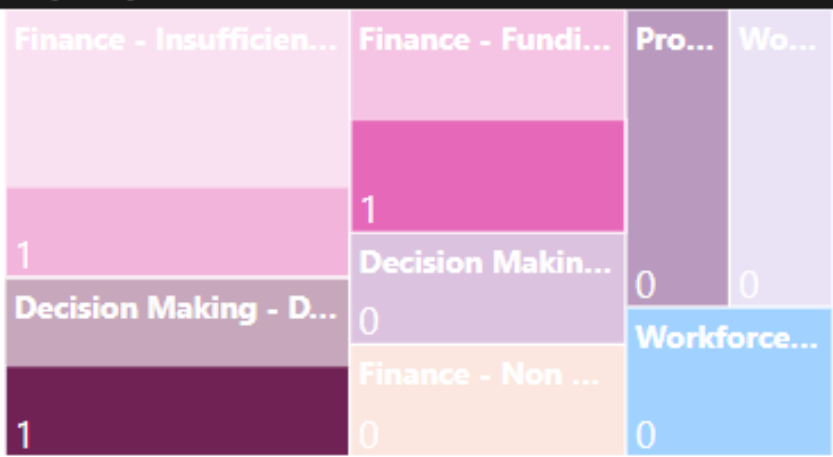 Finance - Insufficien...
1
Decision Making - D...
1
Finance - Fundi...
1
Decision Makin...
0
Finance - Non ...
0
Pro...
0
Wo...
0
Workforce...
0